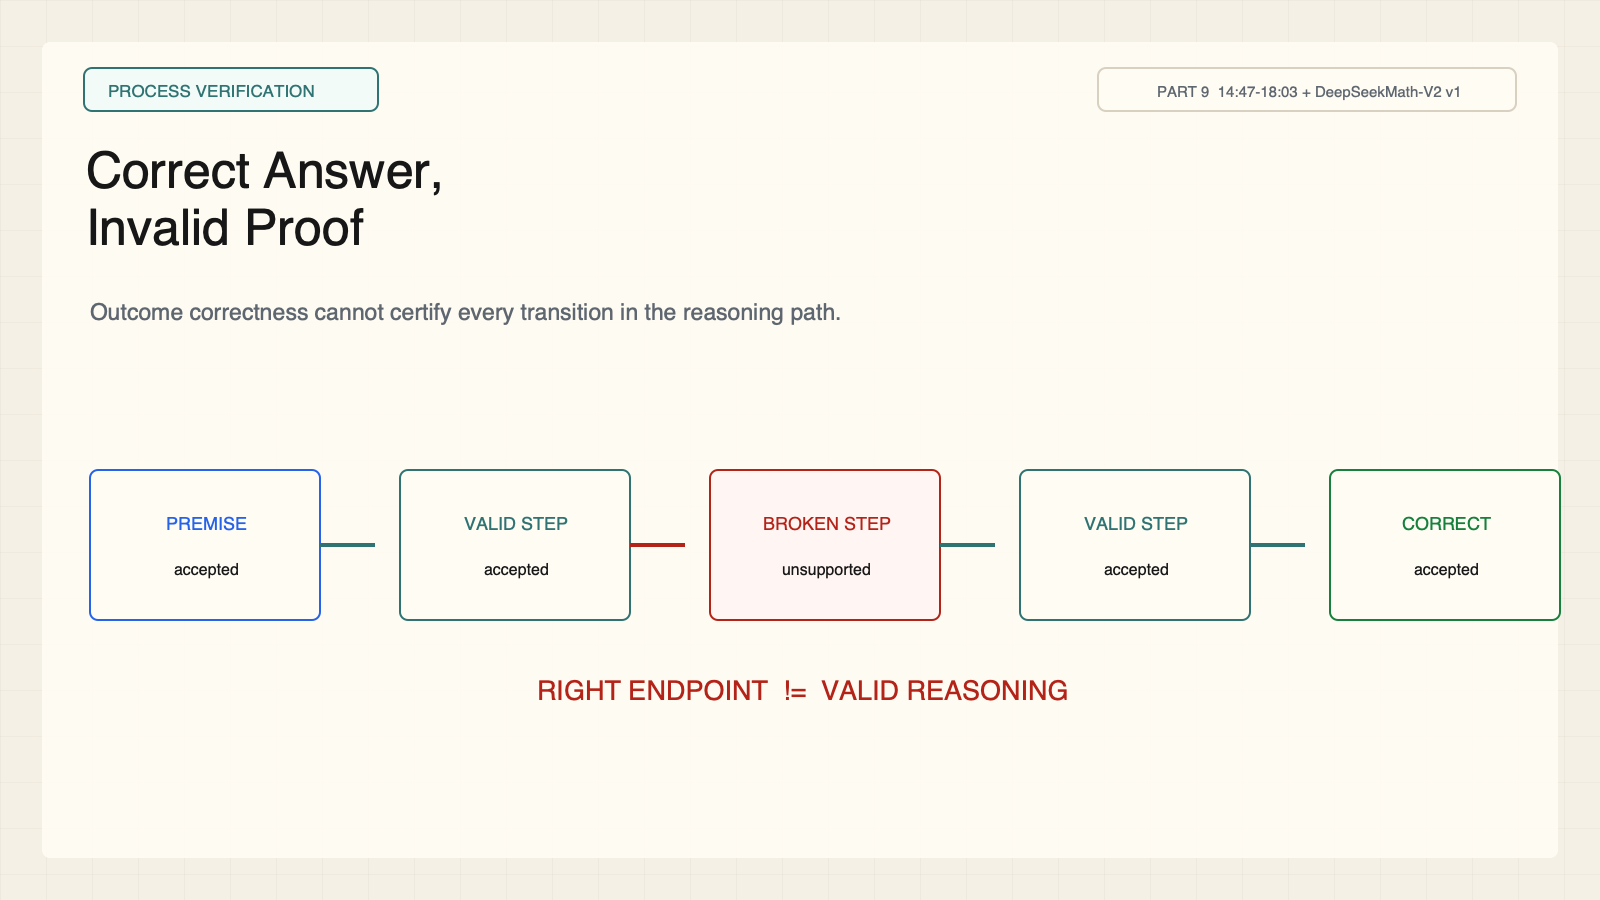 PROCESS VERIFICATION
PART 9 14:47-18:03 + DeepSeekMath-V2 v1
Correct Answer,
Invalid Proof
Outcome correctness cannot certify every transition in the reasoning path.
PREMISE
accepted
VALID STEP
accepted
BROKEN STEP
unsupported
VALID STEP
accepted
CORRECT
accepted
RIGHT ENDPOINT != VALID REASONING